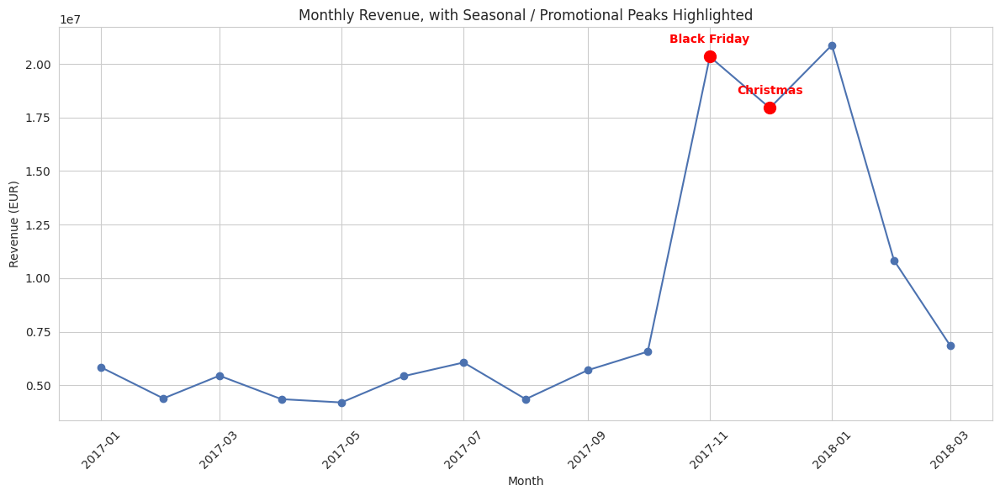 Monthly Revenue, with Seasonal / Promotional Peaks Highlighted
1e7
Black Friday
Christmas
2.00
1.75
1.50
1.25
1.00
0.75
0.50
Revenue (EUR)
2017-01
2017-03
2017-05
2017-07
2017-09
2017-11
2018-01
2018-03
Month